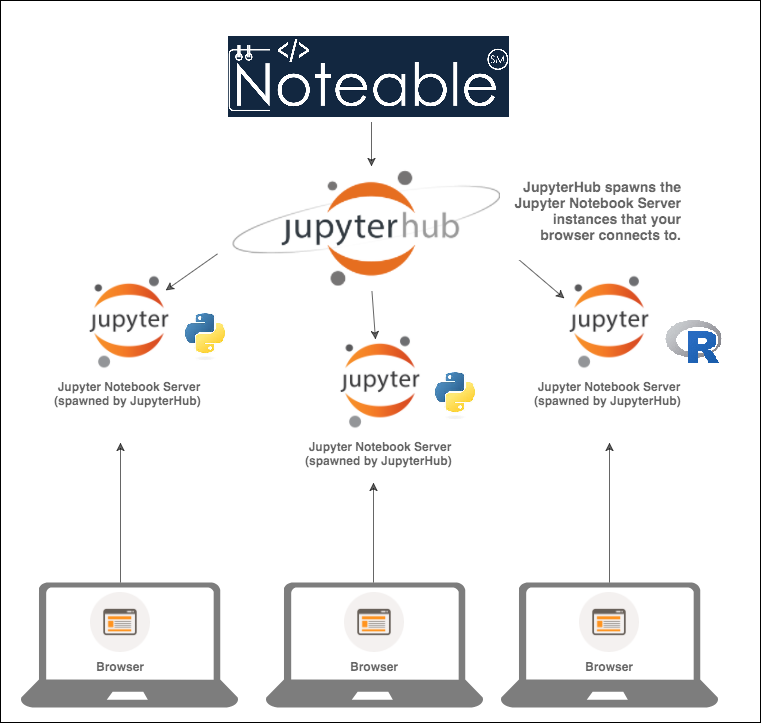 </>
Noteable SM
jupyterhub
JupyterHub spawns the
Jupyter Notebook Server
instances that your
browser connects to.
jupyter
jupyter R
Jupyter Notebook Server
(spawned by JupyterHub)
jupyter
Jupyter Notebook Server
(spawned by JupyterHub)
Jupyter Notebook Server
(spawned by JupyterHub)
Browser
Browser
Browser